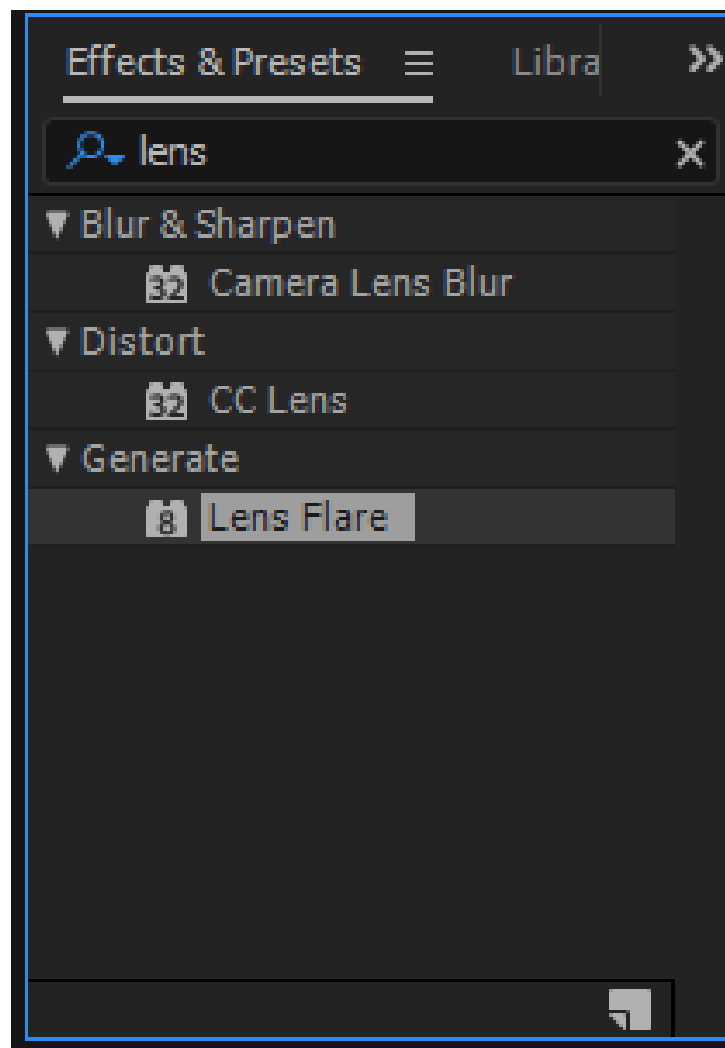 Effects & Presets Libra
lens
Blur & Sharpen
32 Camera Lens Blur
Distort
32 CC Lens
Generate
8 Lens Flare